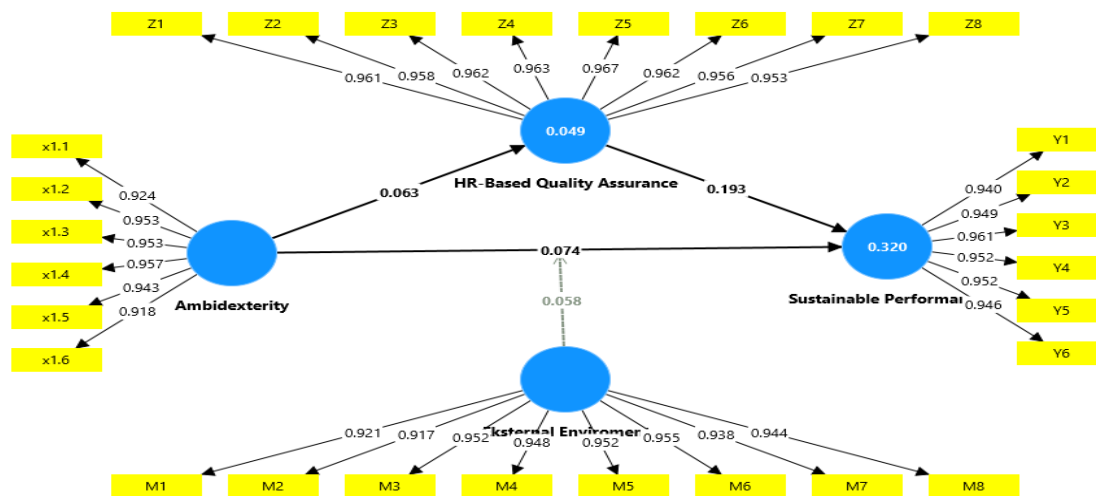 Z1 Z2 Z3 Z4 Z5 Z6 Z7 Z8
0.961 0.958 0.962 0.963 0.967 0.962 0.956 0.953
0.049
HR-Based Quality Assurance
x1.1
x1.2
x1.3
x1.4
x1.5
x1.6
0.924
0.953
0.953
0.957
0.943
0.918
Ambidexterity
0.063
0.193
0.074
0.058
0.320
Sustainable Performa
0.940
0.949
0.961
0.952
0.952
0.946
Y1
Y2
Y3
Y4
Y5
Y6
Eksternal Enviromer
0.921 0.917 0.952 0.948 0.952 0.955 0.938 0.944
M1 M2 M3 M4 M5 M6 M7 M8